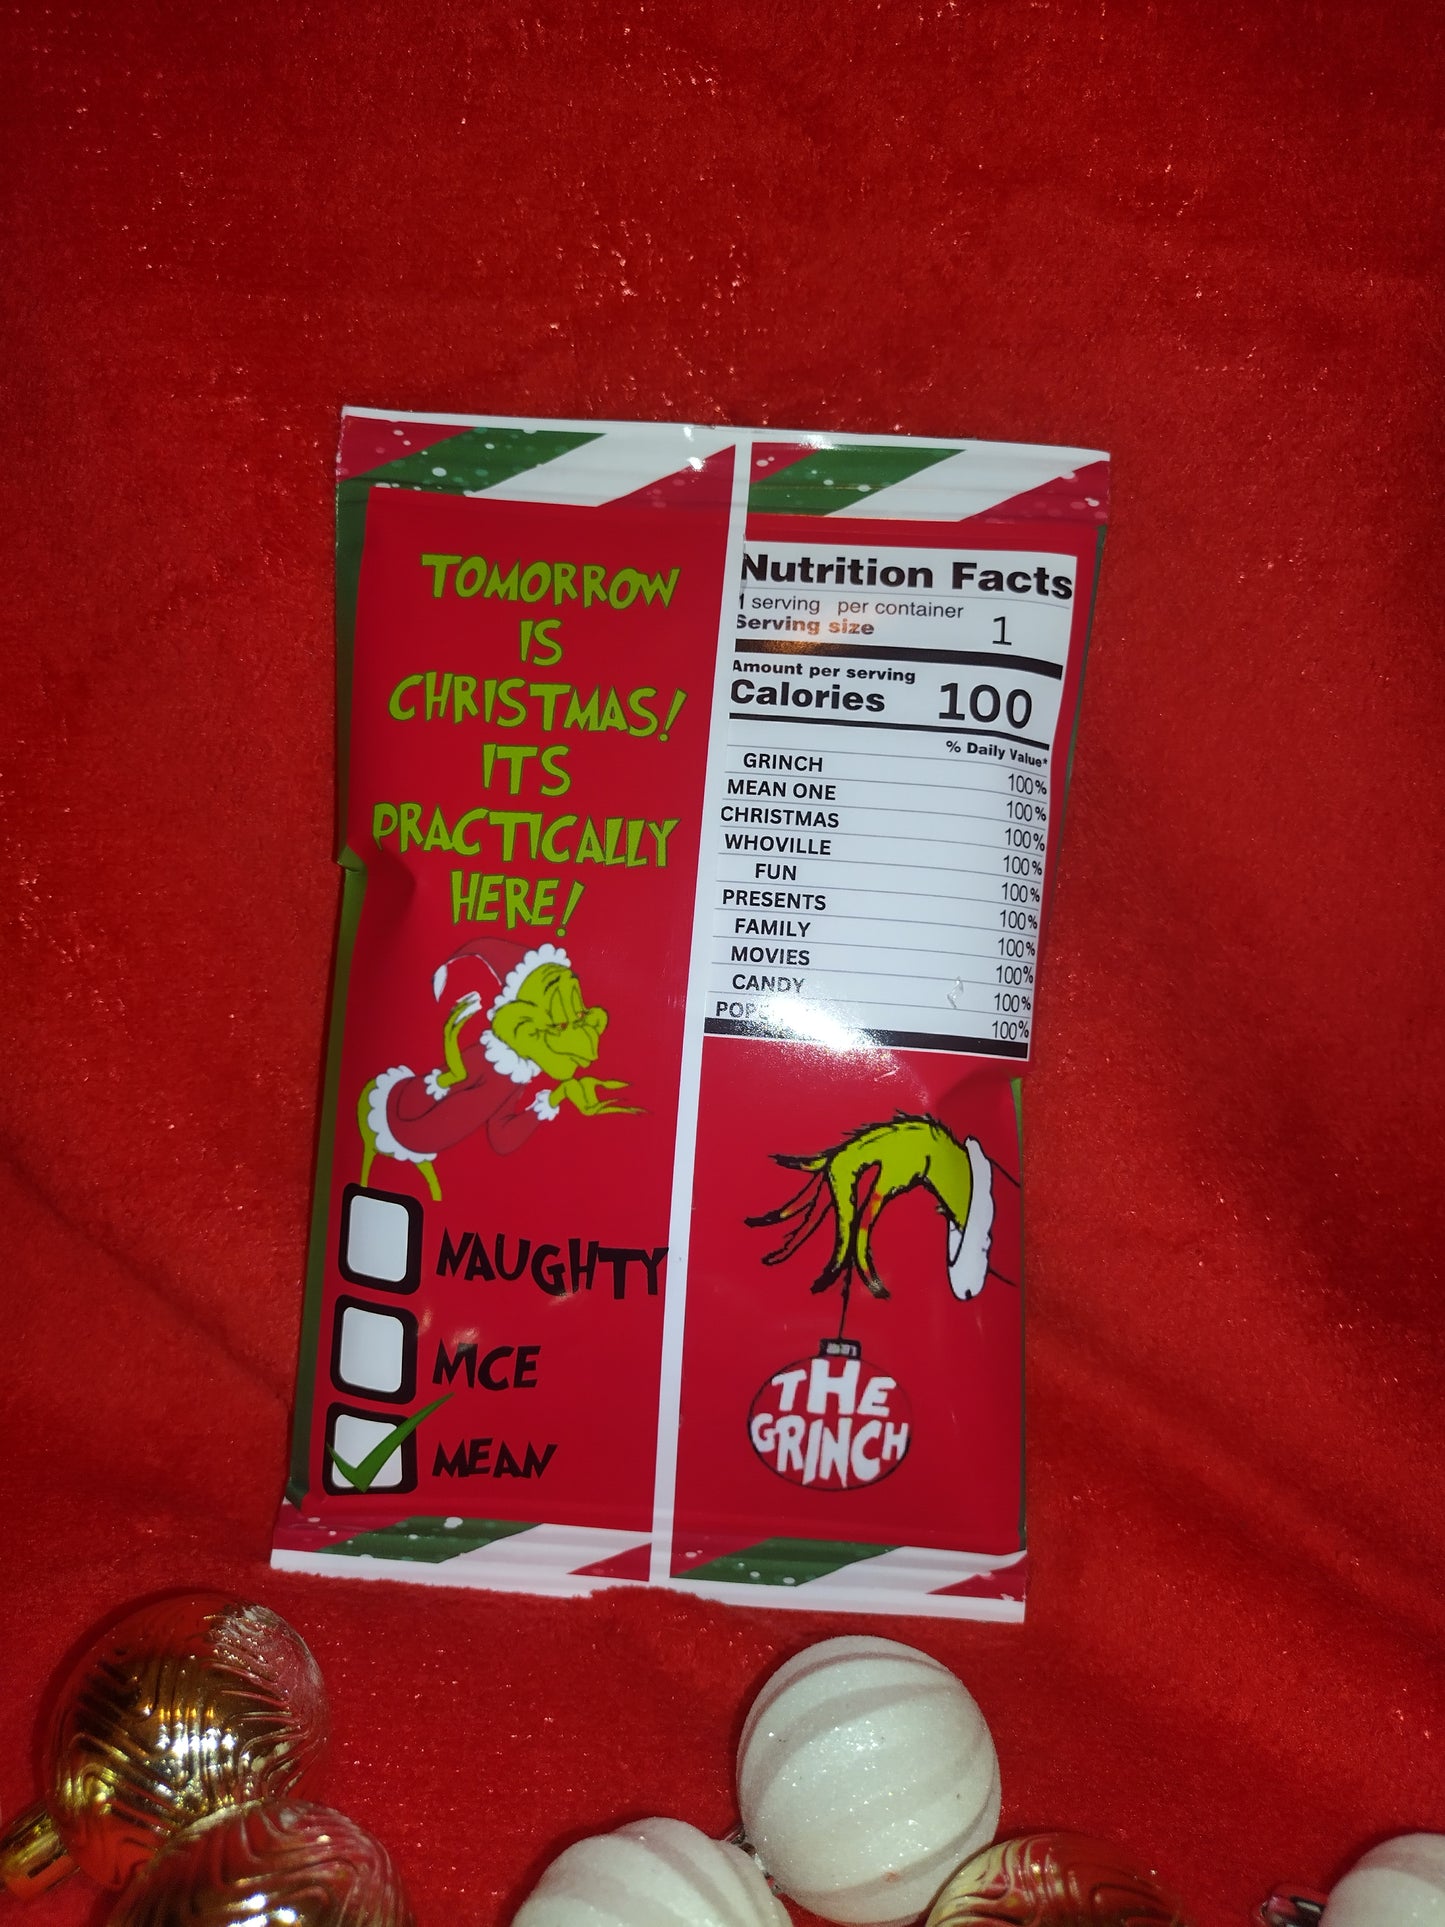 TOMORROW
IS
CHRISTMAS!
ITS
PRACTICALLY
HERE!
NAUGHTY
NICE
MEAN
Nutrition Facts
1 serving per container
Serving size 1
Amount per serving
Calories 100
% Daily Value*
GRINCH 100%
MEAN ONE 100%
CHRISTMAS 100%
WHOVILLE 100%
FUN 100%
PRESENTS 100%
FAMILY 100%
MOVIES 100%
CANDY 100%
100%
THE
GRINCH